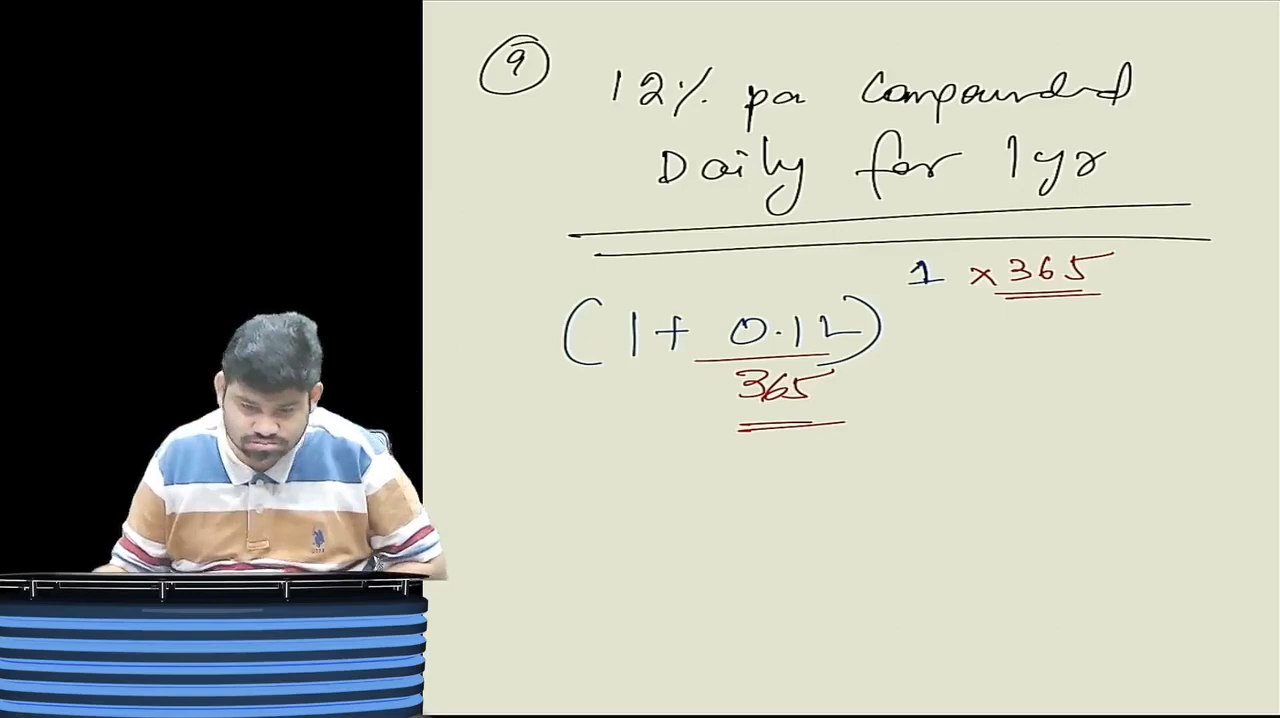 9
12% pa Compounded
Daily for 1yr
1 × 365
(1 + 0.12)
365